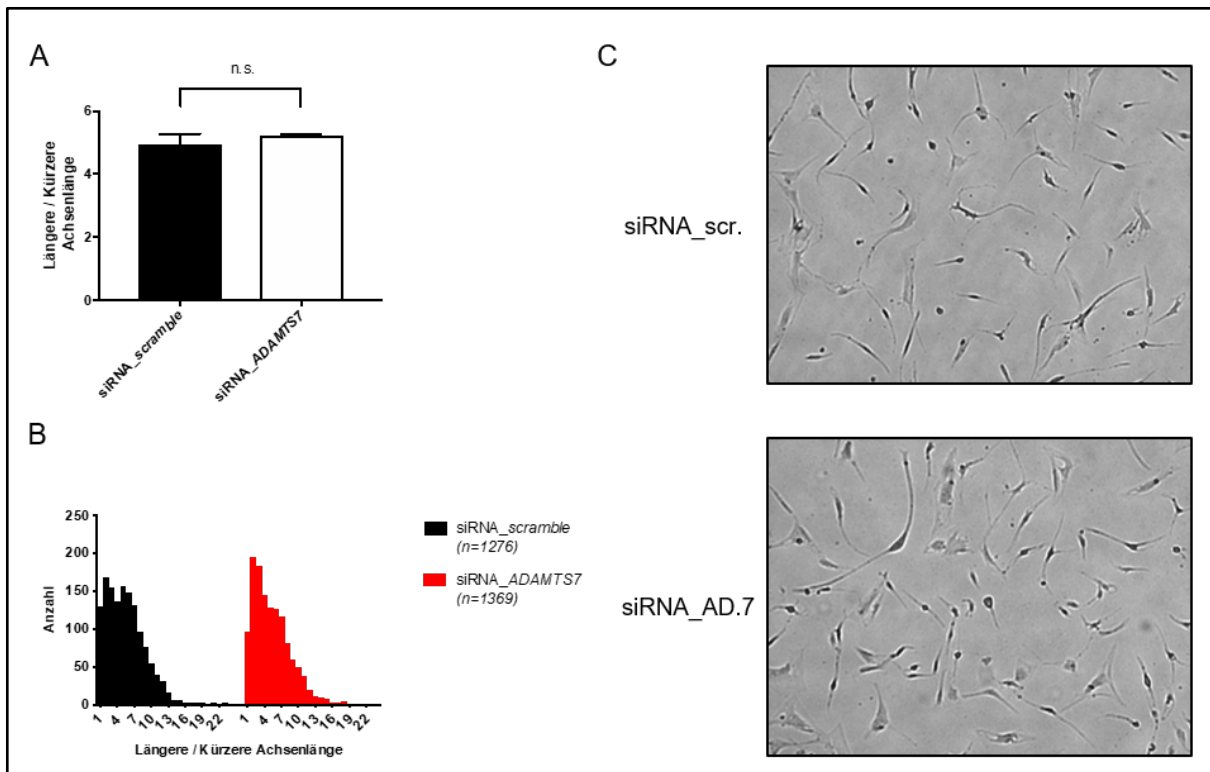 A
n.s.
6
4
2
0
Längere / Kürzere
Achsenlänge
siRNA_scramble
siRNA_ADAMTS7
B
250
200
150
100
50
0
Anzahl
1 4 7 10 13 16 19 22 1 4 7 10 13 16 19 22
Längere / Kürzere Achsenlänge
siRNA_scramble
(n=1276)
siRNA_ADAMTS7
(n=1369)
C
siRNA_scr.
siRNA_AD.7